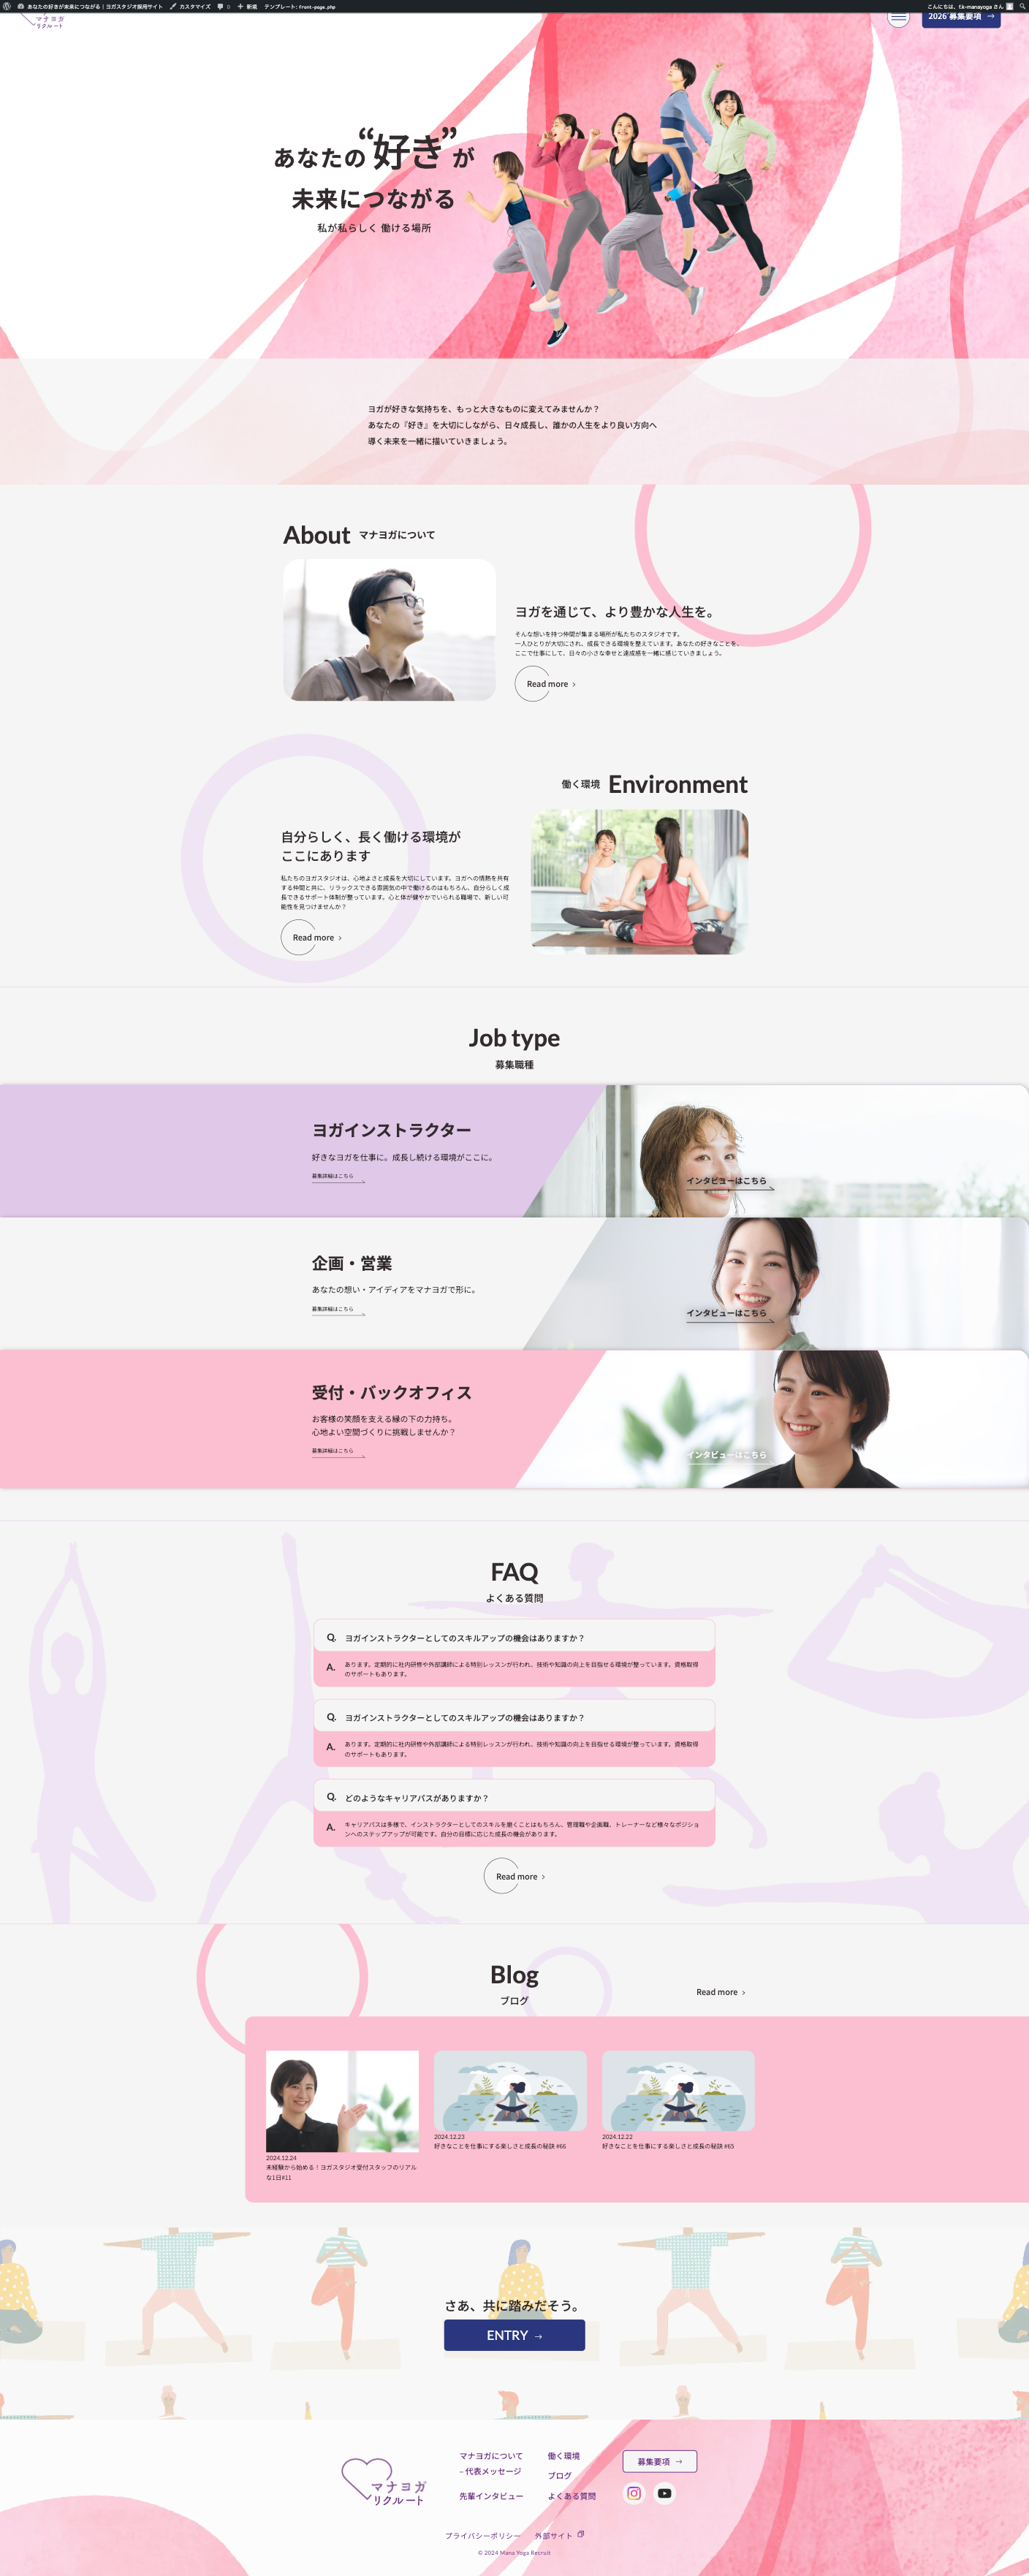 あなたの好きが未来につながる | ヨガスタジオ採用サイト カスタマイズ 0 新規 テンプレート: front-page.php こんにちは、f.k-manayoga さん
マナヨガ
リクルート
2026 募集要項 →
あなたの“好き”が
未来につながる
私が私らしく 働ける場所
ヨガが好きな気持ちを、もっと大きなものに変えてみませんか？
あなたの『好き』を大切にしながら、日々成長し、誰かの人生をより良い方向へ
導く未来を一緒に描いていきましょう。
About マナヨガについて
ヨガを通じて、より豊かな人生を。
そんな想いを持つ仲間が集まる場所が私たちのスタジオです。
一人ひとりが大切にされ、成長できる環境を整えています。あなたの好きなことを、
ここで仕事にして、日々の小さな幸せと達成感を一緒に感じていきましょう。
Read more
働く環境 Environment
自分らしく、長く働ける環境が
ここにあります
私たちのヨガスタジオは、心地よさと成長を大切にしています。ヨガへの情熱を共有
する仲間と共に、リラックスできる雰囲気の中で働けるのはもちろん、自分らしく成
長できるサポート体制が整っています。心と体が健やかでいられる職場で、新しい可
能性を見つけませんか？
Read more
Job type
募集職種
ヨガインストラクター
好きなヨガを仕事に。成長し続ける環境がここに。
募集詳細はこちら
インタビューはこちら
企画・営業
あなたの想い・アイディアをマナヨガで形に。
募集詳細はこちら
インタビューはこちら
受付・バックオフィス
お客様の笑顔を支える縁の下の力持ち。
心地よい空間づくりに挑戦しませんか？
募集詳細はこちら
インタビューはこちら
FAQ
よくある質問
Q. ヨガインストラクターとしてのスキルアップの機会はありますか？
A. あります。定期的に社内研修や外部講師による特別レッスンが行われ、技術や知識の向上を目指せる環境が整っています。資格取得
のサポートもあります。
Q. ヨガインストラクターとしてのスキルアップの機会はありますか？
A. あります。定期的に社内研修や外部講師による特別レッスンが行われ、技術や知識の向上を目指せる環境が整っています。資格取得
のサポートもあります。
Q. どのようなキャリアパスがありますか？
A. キャリアパスは多様で、インストラクターとしてのスキルを磨くことはもちろん、管理職や企画職、トレーナーなど様々なポジショ
ンへのステップアップが可能です。自分の目標に応じた成長の機会があります。
Read more
Blog
ブログ
Read more
2024.12.24
未経験から始める！ヨガスタジオ受付スタッフのリアル
な1日#11
2024.12.23
好きなことを仕事にする楽しさと成長の秘訣 #66
2024.12.22
好きなことを仕事にする楽しさと成長の秘訣 #65
さあ、共に踏みだそう。
ENTRY →
マナヨガ
リクルート
マナヨガについて
– 代表メッセージ
先輩インタビュー
働く環境
ブログ
よくある質問
募集要項 →
プライバシーポリシー 外部サイト
© 2024 Mana Yoga Recruit